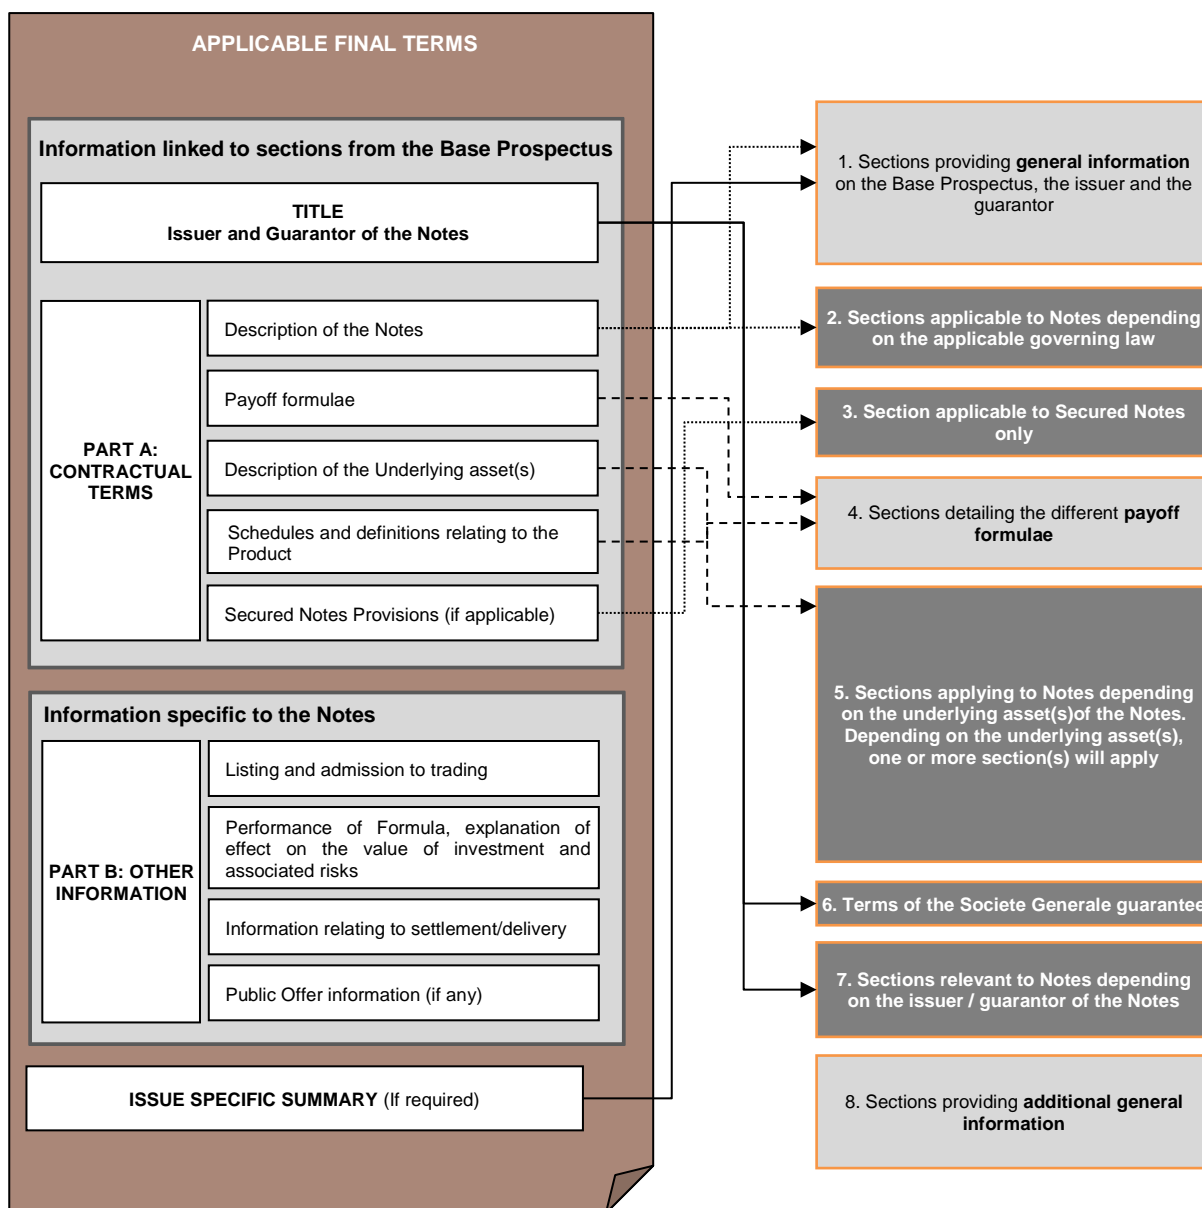 APPLICABLE FINAL TERMS
Information linked to sections from the Base Prospectus
TITLE
Issuer and Guarantor of the Notes
PART A:
CONTRACTUAL
TERMS
Description of the Notes
Payoff formulae
Description of the Underlying asset(s)
Schedules and definitions relating to the
Product
Secured Notes Provisions (if applicable)
Information specific to the Notes
PART B: OTHER
INFORMATION
Listing and admission to trading
Performance of Formula, explanation of
effect on the value of investment and
associated risks
Information relating to settlement/delivery
Public Offer information (if any)
ISSUE SPECIFIC SUMMARY (If required)
1. Sections providing general information
on the Base Prospectus, the issuer and the
guarantor
2. Sections applicable to Notes depending
on the applicable governing law
3. Section applicable to Secured Notes
only
4. Sections detailing the different payoff
formulae
5. Sections applying to Notes depending
on the underlying asset(s)of the Notes.
Depending on the underlying asset(s),
one or more section(s) will apply
6. Terms of the Societe Generale guarantee
7. Sections relevant to Notes depending
on the issuer / guarantor of the Notes
8. Sections providing additional general
information